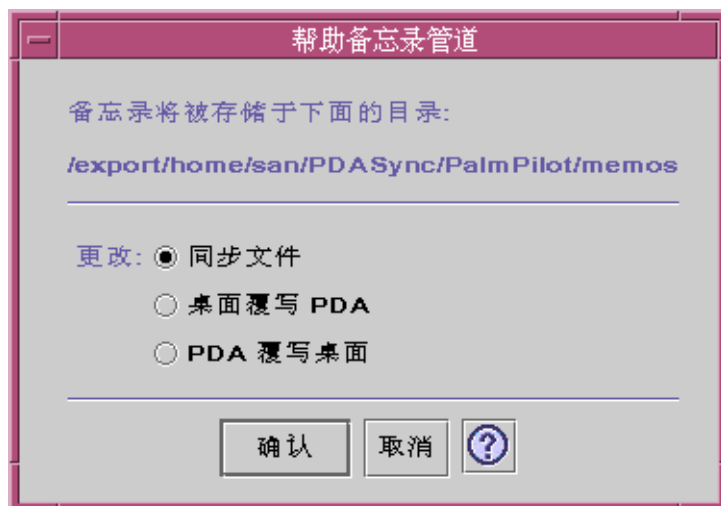 帮助备忘录管道
备忘录将被存储于下面的目录:
/export/home/san/PDASync/PalmPilot/memos
更改: 同步文件
桌面覆写 PDA
PDA 覆写桌面
确认 取消 ?